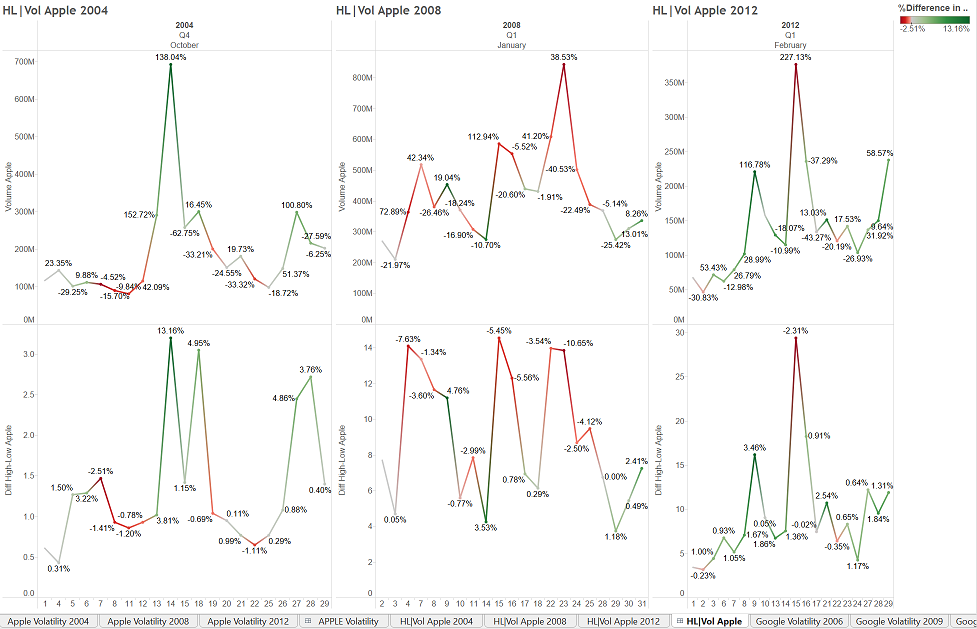 HL|Vol Apple 2004
2004
Q4
October
700M
600M
500M
400M
300M
200M
100M
0M
Volume Apple
138.04%
152.72%
16.45%
-62.75%
100.80%
-33.21%
-27.59%
19.73%
-6.25%
23.35%
9.88%
-4.52%
-24.55%
51.37%
-29.25%
-9.84%
42.09%
-33.32%
-15.70%
-18.72%
3.0
2.5
2.0
1.5
1.0
0.5
0.0
Diff High-Low Apple
13.16%
4.95%
3.76%
4.86%
-2.51%
1.50%
3.22%
1.15%
0.40%
-0.78%
3.81%
-0.69%
0.11%
0.88%
-1.41%
-1.20%
0.99%
0.29%
-1.11%
0.31%
1 4 5 6 7 8 11 12 13 14 15 18 19 20 21 22 25 26 27 28 29
HL|Vol Apple 2008
2008
Q1
January
800M
700M
600M
500M
400M
300M
200M
100M
0M
Volume Apple
38.53%
112.94%
41.20%
-5.52%
42.34%
-40.53%
19.04%
-20.60%
-1.91%
72.89%
-26.46%
-18.24%
-22.49%
-5.14%
8.26%
-16.90%
-10.70%
13.01%
-25.42%
-21.97%
14
12
10
8
6
4
2
0
Diff High-Low Apple
-5.45%
-7.63%
-3.54%
-10.65%
-1.34%
-5.56%
-3.60%
4.76%
-4.12%
-2.50%
-2.99%
2.41%
0.78%
0.00%
0.29%
-0.77%
0.49%
0.05%
3.53%
1.18%
2 3 4 7 8 9 10 11 14 15 16 17 18 22 23 24 25 28 29 30 31
HL|Vol Apple 2012
2012
Q1
February
350M
300M
250M
200M
150M
100M
50M
0M
Volume Apple
227.13%
116.78%
-37.29%
58.57%
13.03%
17.53%
-18.07%
-43.27%
9.64%
31.92%
-20.19%
-10.99%
28.99%
-26.93%
53.43%
26.79%
-12.98%
-30.83%
30
25
20
15
10
5
0
Diff High-Low Apple
-2.31%
0.91%
3.46%
2.54%
0.64%
1.31%
0.05%
-0.02%
0.65%
1.84%
0.93%
1.67%
1.86%
1.36%
-0.35%
1.00%
1.05%
1.17%
-0.23%
1 2 3 6 7 8 9 10 13 14 15 16 17 21 22 23 24 27 28 29
%Difference in ..
-2.51%
13.16%
Apple Volatility 2004
Apple Volatility 2008
Apple Volatility 2012
APPLE Volatility
HL|Vol Apple 2004
HL|Vol Apple 2008
HL|Vol Apple 2012
HL|Vol Apple
Google Volatility 2006
Google Volatility 2009
Goo